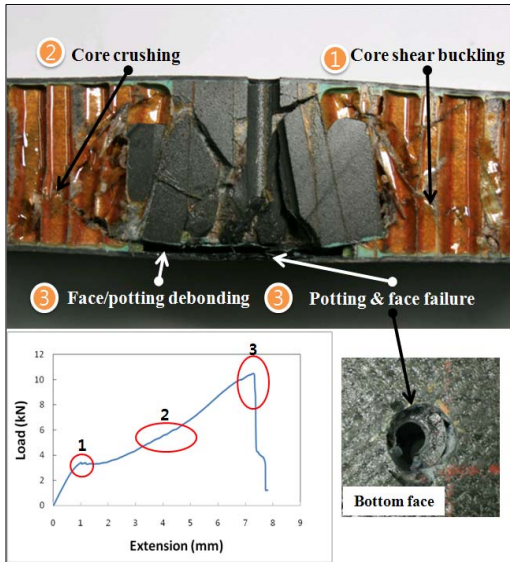 2 Core crushing
1 Core shear buckling
3 Face/potting debonding
3 Potting & face failure
12
10
8
6
4
2
0
Load (kN)
1
2
3
0 1 2 3 4 5 6 7 8 9
Extension (mm)
Bottom face